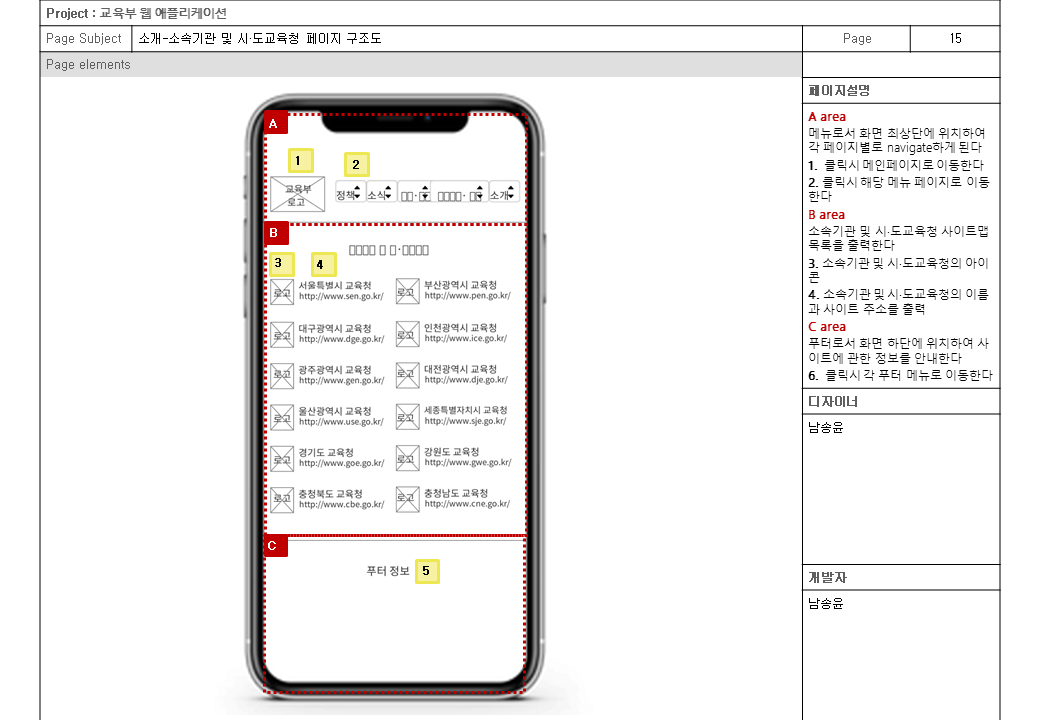 Project : 교육부 웹 애플리케이션
Page Subject
소개-소속기관 및 시·도교육청 페이지 구조도
Page
15
Page elements
A
1
2
교육부
로고
정책
소식
□□·□
□□□□· □□
소개
B
□□□□ □ □·□□□□
3
4
로고
서울특별시 교육청
http://www.sen.go.kr/
로고
부산광역시 교육청
http://www.pen.go.kr/
로고
대구광역시 교육청
http://www.dge.go.kr/
로고
인천광역시 교육청
http://www.ice.go.kr/
로고
광주광역시 교육청
http://www.gen.go.kr/
로고
대전광역시 교육청
http://www.dje.go.kr/
로고
울산광역시 교육청
http://www.use.go.kr/
로고
세종특별자치시 교육청
http://www.sje.go.kr/
로고
경기도 교육청
http://www.goe.go.kr/
로고
강원도 교육청
http://www.gwe.go.kr/
로고
충청북도 교육청
http://www.cbe.go.kr/
로고
충청남도 교육청
http://www.cne.go.kr/
C
푸터 정보
5
페이지설명
A area
메뉴로서 화면 최상단에 위치하여
각 페이지별로 navigate하게 된다
1. 클릭시 메인페이지로 이동한다
2. 클릭시 해당 메뉴 페이지로 이동
한다
B area
소속기관 및 시·도교육청 사이트맵
목록을 출력한다
3. 소속기관 및 시·도교육청의 아이
콘
4. 소속기관 및 시·도교육청의 이름
과 사이트 주소를 출력
C area
푸터로서 화면 하단에 위치하여 사
이트에 관한 정보를 안내한다
6. 클릭시 각 푸터 메뉴로 이동한다
디자이너
남송윤
개발자
남송윤